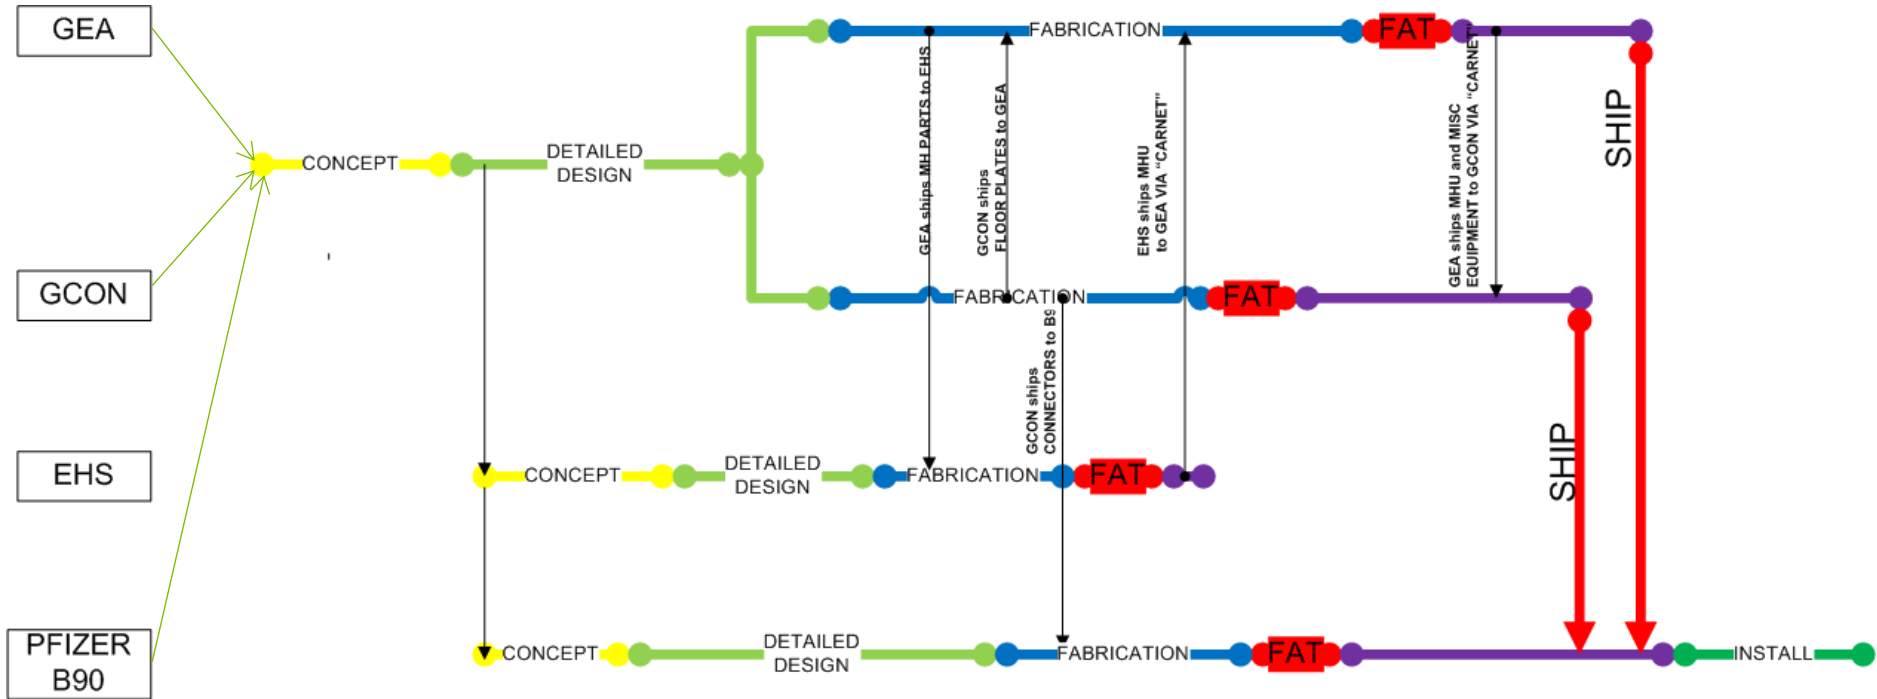 GEA
FABRICATION
FAT
GEA ships MH PARTS to EHS
GCON ships
FLOOR PLATES to GEA
EHS ships MHU
to GEA VIA “CARNET”
GEA ships MHU and MISC
EQUIPMENT to GCON VIA “CARNET”
SHIP
CONCEPT
DETAILED
DESIGN
GCON
FABRICATION
FAT
GCON ships
CONNECTORS to B9
SHIP
EHS
CONCEPT
DETAILED
DESIGN
FABRICATION
FAT
PFIZER
B90
CONCEPT
DETAILED
DESIGN
FABRICATION
FAT
INSTALL